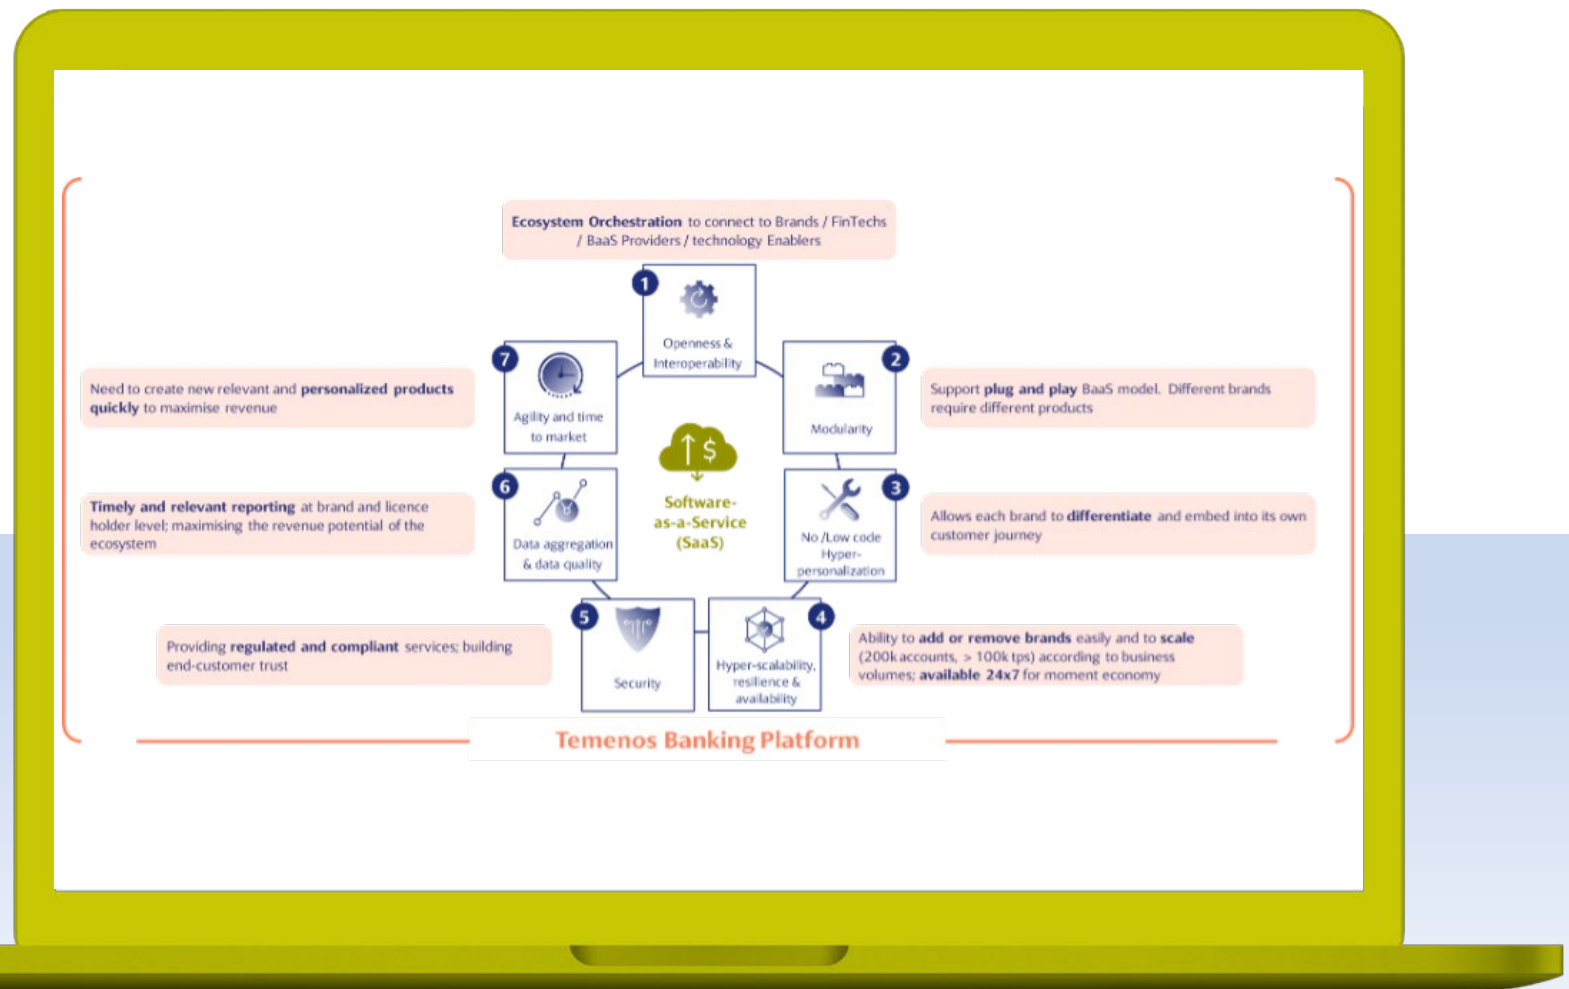 Ecosystem Orchestration to connect to Brands / FinTechs
/ BaaS Providers / technology Enablers
1
Openness &
Interoperability
2
Modularity
Support plug and play BaaS model. Different brands
require different products
3
No /Low code
Hyper-
personalization
Allows each brand to differentiate and embed into its own
customer journey
4
Hyper-scalability,
resilience &
availability
Ability to add or remove brands easily and to scale
(200k accounts, > 100k tps) according to business
volumes; available 24x7 for moment economy
5
Security
Providing regulated and compliant services; building
end-customer trust
6
Data aggregation
& data quality
Timely and relevant reporting at brand and licence
holder level; maximising the revenue potential of the
ecosystem
7
Agility and time
to market
Need to create new relevant and personalized products
quickly to maximise revenue
$
Software-
as-a-Service
(SaaS)
Temenos Banking Platform